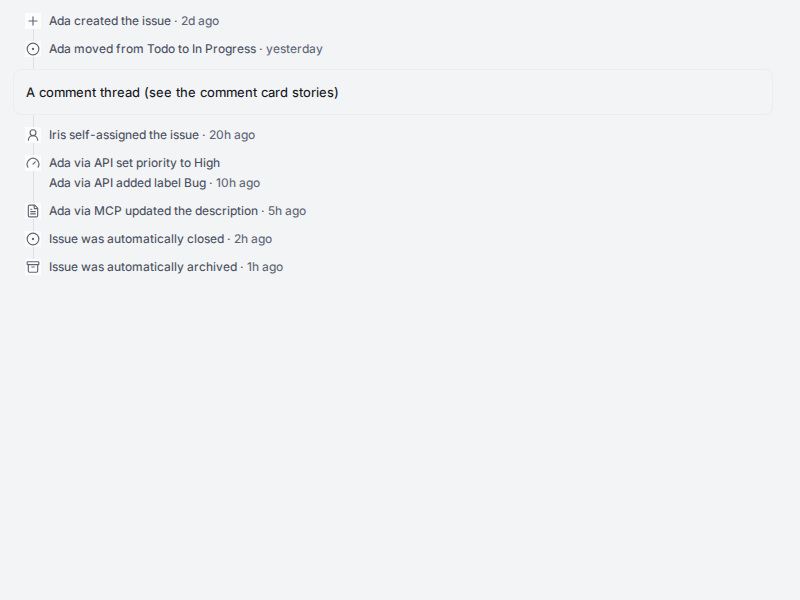 Ada created the issue · 2d ago
Ada moved from Todo to In Progress · yesterday
A comment thread (see the comment card stories)
Iris self-assigned the issue · 20h ago
Ada via API set priority to High
Ada via API added label Bug · 10h ago
Ada via MCP updated the description · 5h ago
Issue was automatically closed · 2h ago
Issue was automatically archived · 1h ago